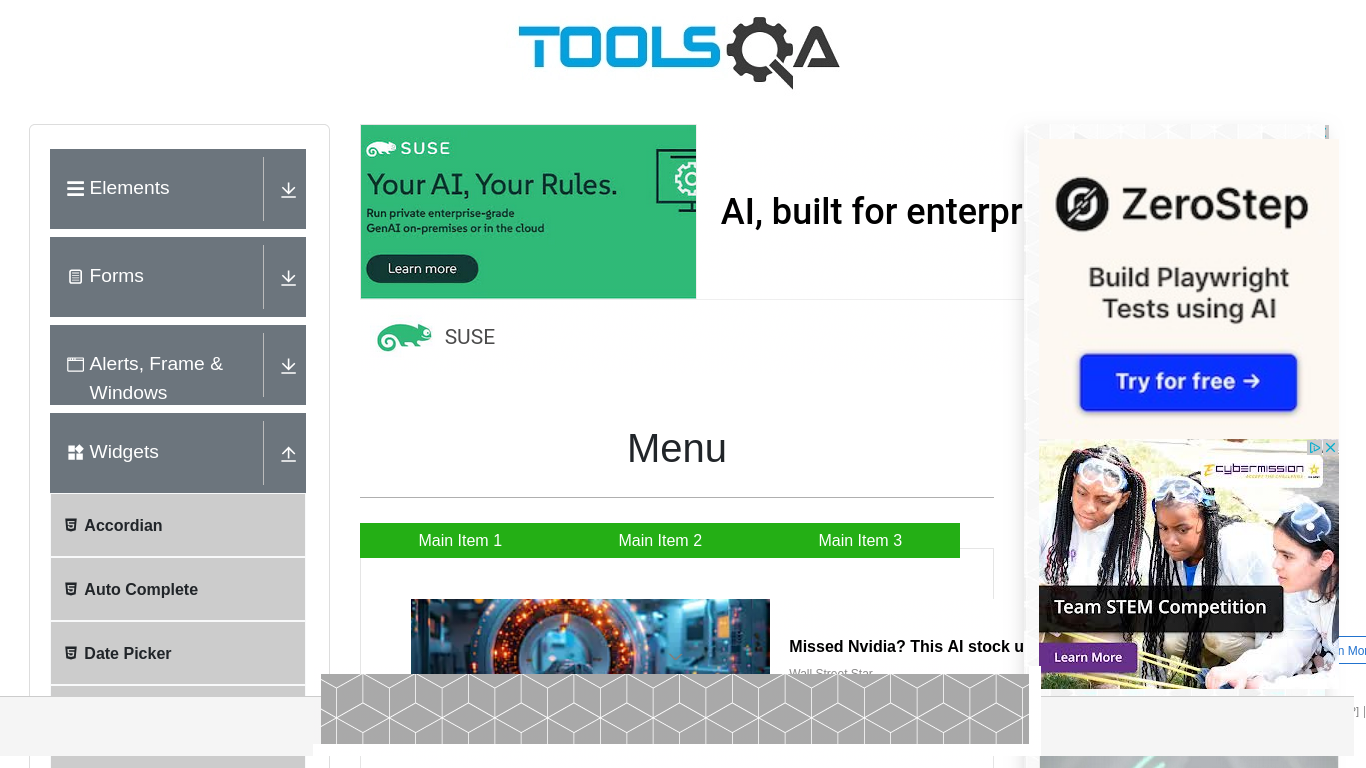 TOOLSQA
Elements
Forms
Alerts, Frame &
Windows
Widgets
Accordian
Auto Complete
Date Picker
SUSE
Your AI, Your Rules.
Run private enterprise-grade
GenAI on-premises or in the cloud
Learn more
AI, built for enterpr
SUSE
Menu
Main Item 1
Main Item 2
Main Item 3
Missed Nvidia? This AI stock u
Wall Street Star
ZeroStep
Build Playwright
Tests using AI
Try for free →
ecybermission
Team STEM Competition
Learn More
n Mor